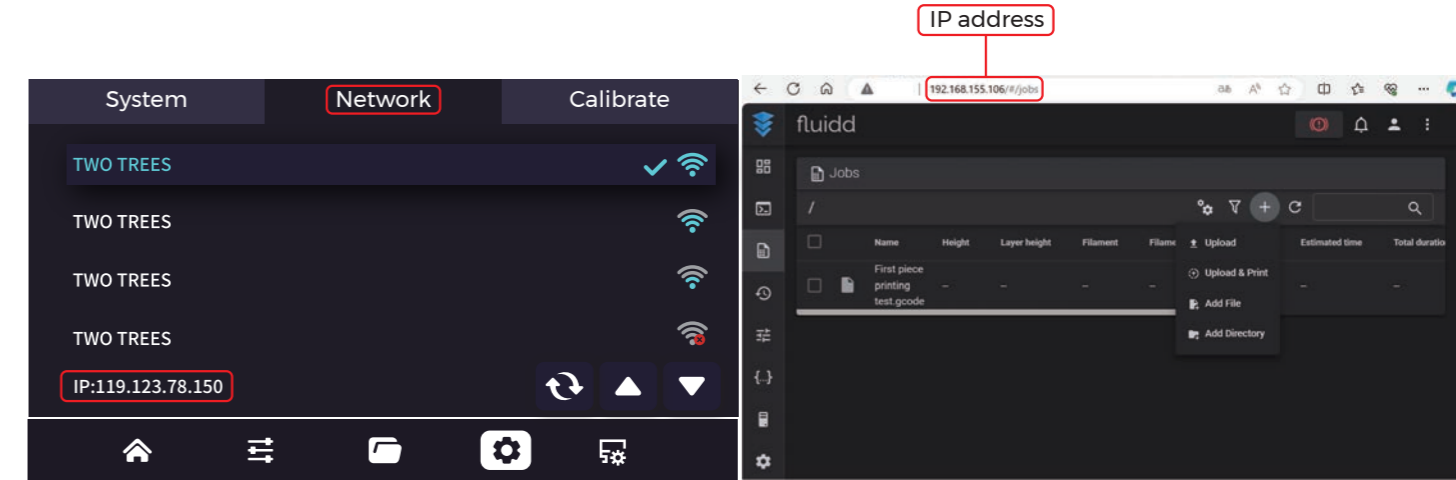 IP address
System Network Calibrate
TWO TREES
TWO TREES
TWO TREES
TWO TREES
IP:119.123.78.150
192.168.155.106/#/jobs
fluidd
Jobs
/
Name Height Layer height Filament Filame Estimated time Total duratio
First piece
printing
test.gcode – – – – – –
Upload
Upload & Print
Add File
Add Directory